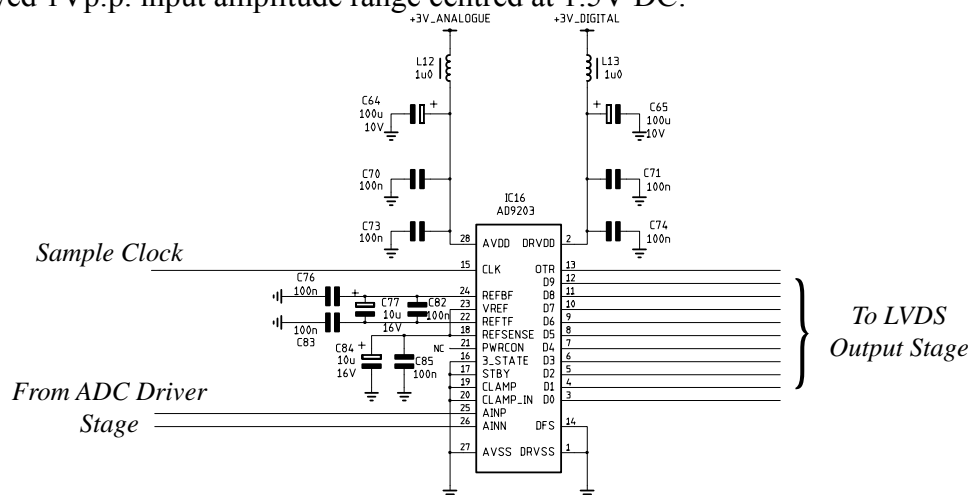 yed 1Vp.p. input amplitude range centred at 1.5V DC.
+3V_ANALOGUE +3V_DIGITAL
L12 1u0
L13 1u0
C64 100u 10V
C65 100u 10V
C70 100n
C71 100n
C73 100n
C74 100n
IC16
AD9203
28 AVDD DRVDD 2
Sample Clock
15 CLK OTR 13
D9 12
C76 100n
24 REFBF D8 11
23 VREF D7 10
C77 10u 16V
C82 100n
22 REFTF D6 9
100n C83
18 REFSENSE D5 8
NC 21 PWRCON D4 7
C84 10u 16V
C85 100n
16 3_STATE D3 6
17 STBY D2 5
19 CLAMP D1 4
20 CLAMP_IN D0 3
To LVDS
Output Stage
From ADC Driver
Stage
25 AINP
26 AINN DFS 14
27 AVSS DRVSS 1